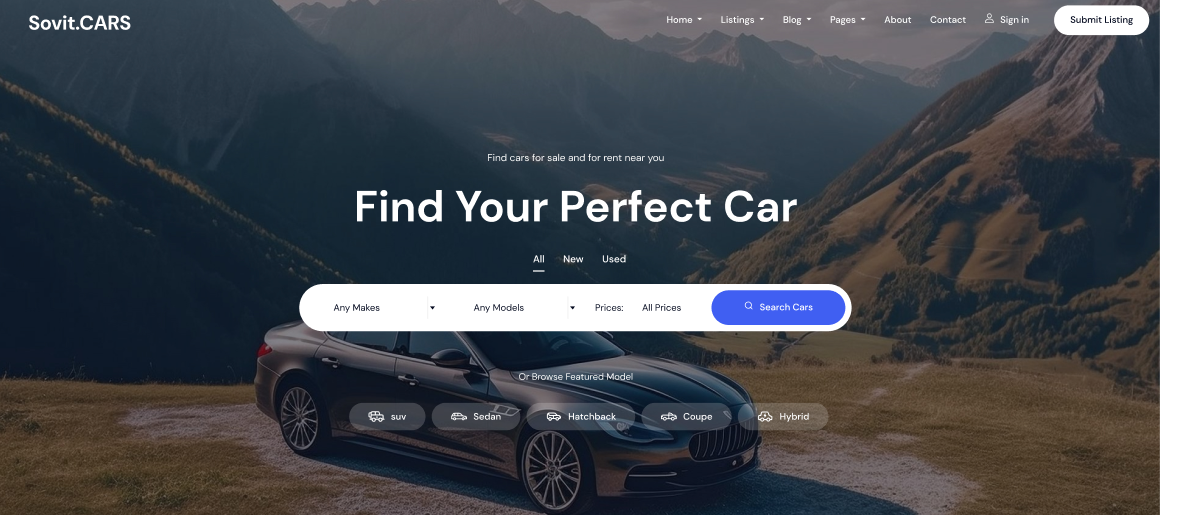 Sovit.CARS
Home Listings Blog Pages About Contact Sign in Submit Listing
Find cars for sale and for rent near you
Find Your Perfect Car
All New Used
Any Makes Any Models Prices: All Prices Search Cars
Or Browse Featured Model
suv Sedan Hatchback Coupe Hybrid